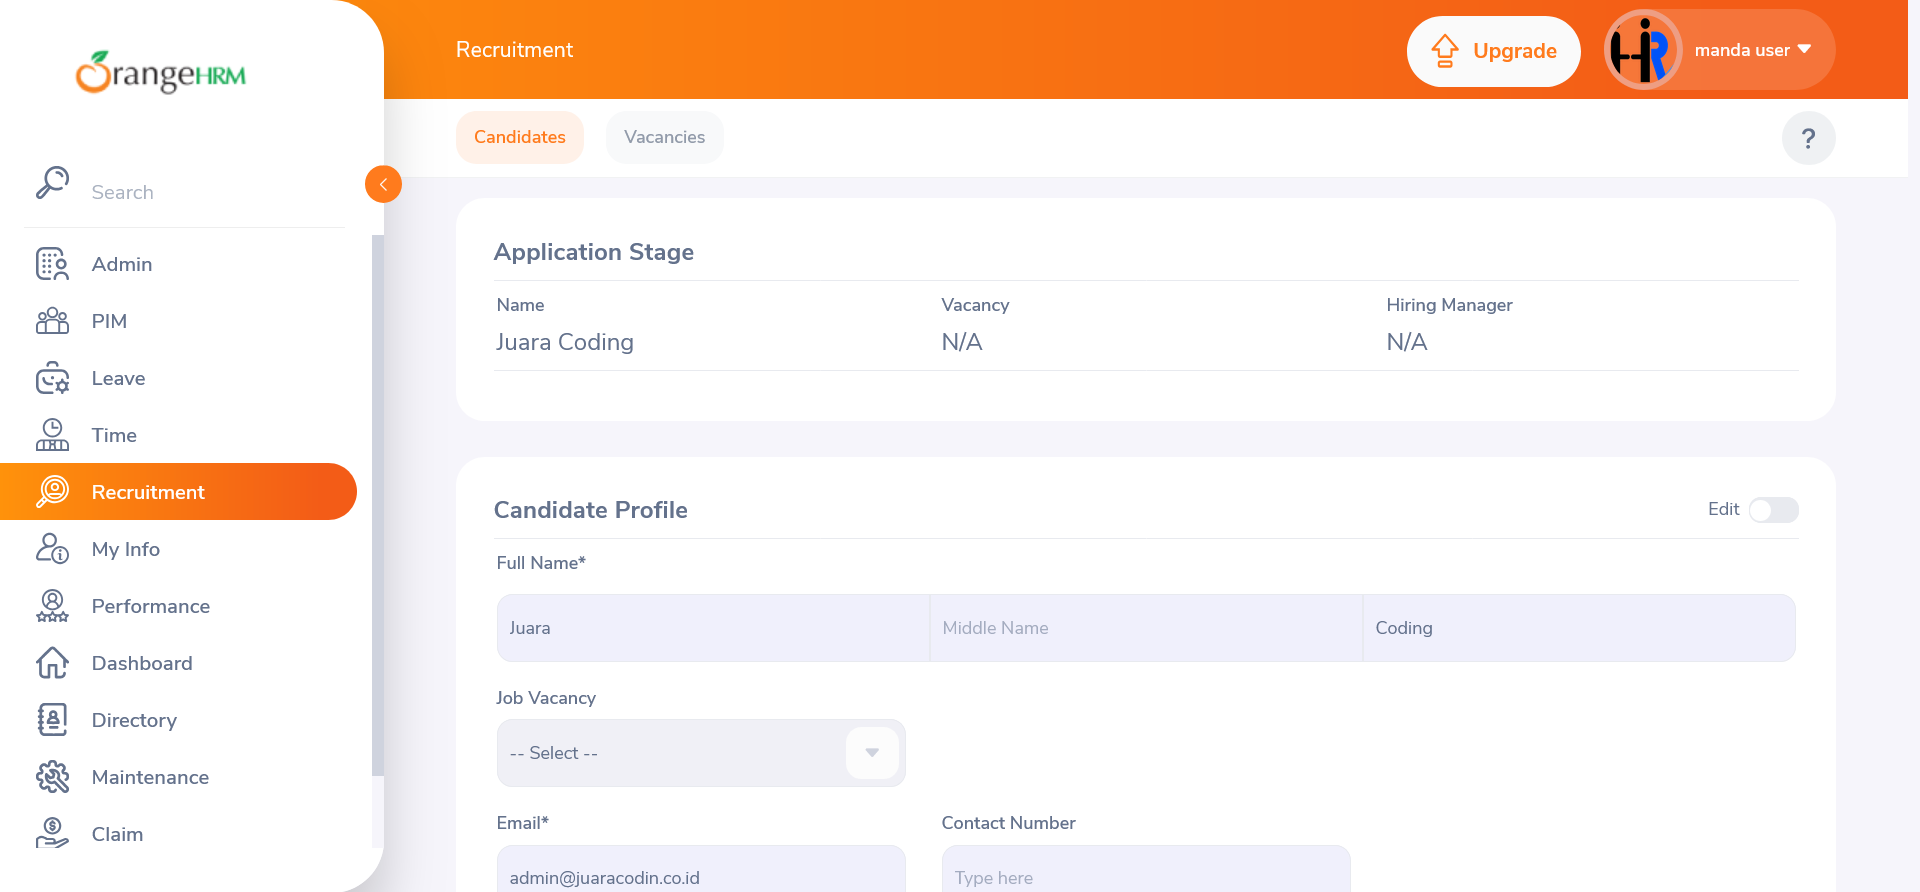 OrangeHRM
Search
Admin
PIM
Leave
Time
Recruitment
My Info
Performance
Dashboard
Directory
Maintenance
Claim
Recruitment
Upgrade
HR
manda user
Candidates
Vacancies
?
Application Stage
Name
Vacancy
Hiring Manager
Juara Coding
N/A
N/A
Candidate Profile
Edit
Full Name*
Juara
Middle Name
Coding
Job Vacancy
-- Select --
Email*
Contact Number
admin@juaracodin.co.id
Type here